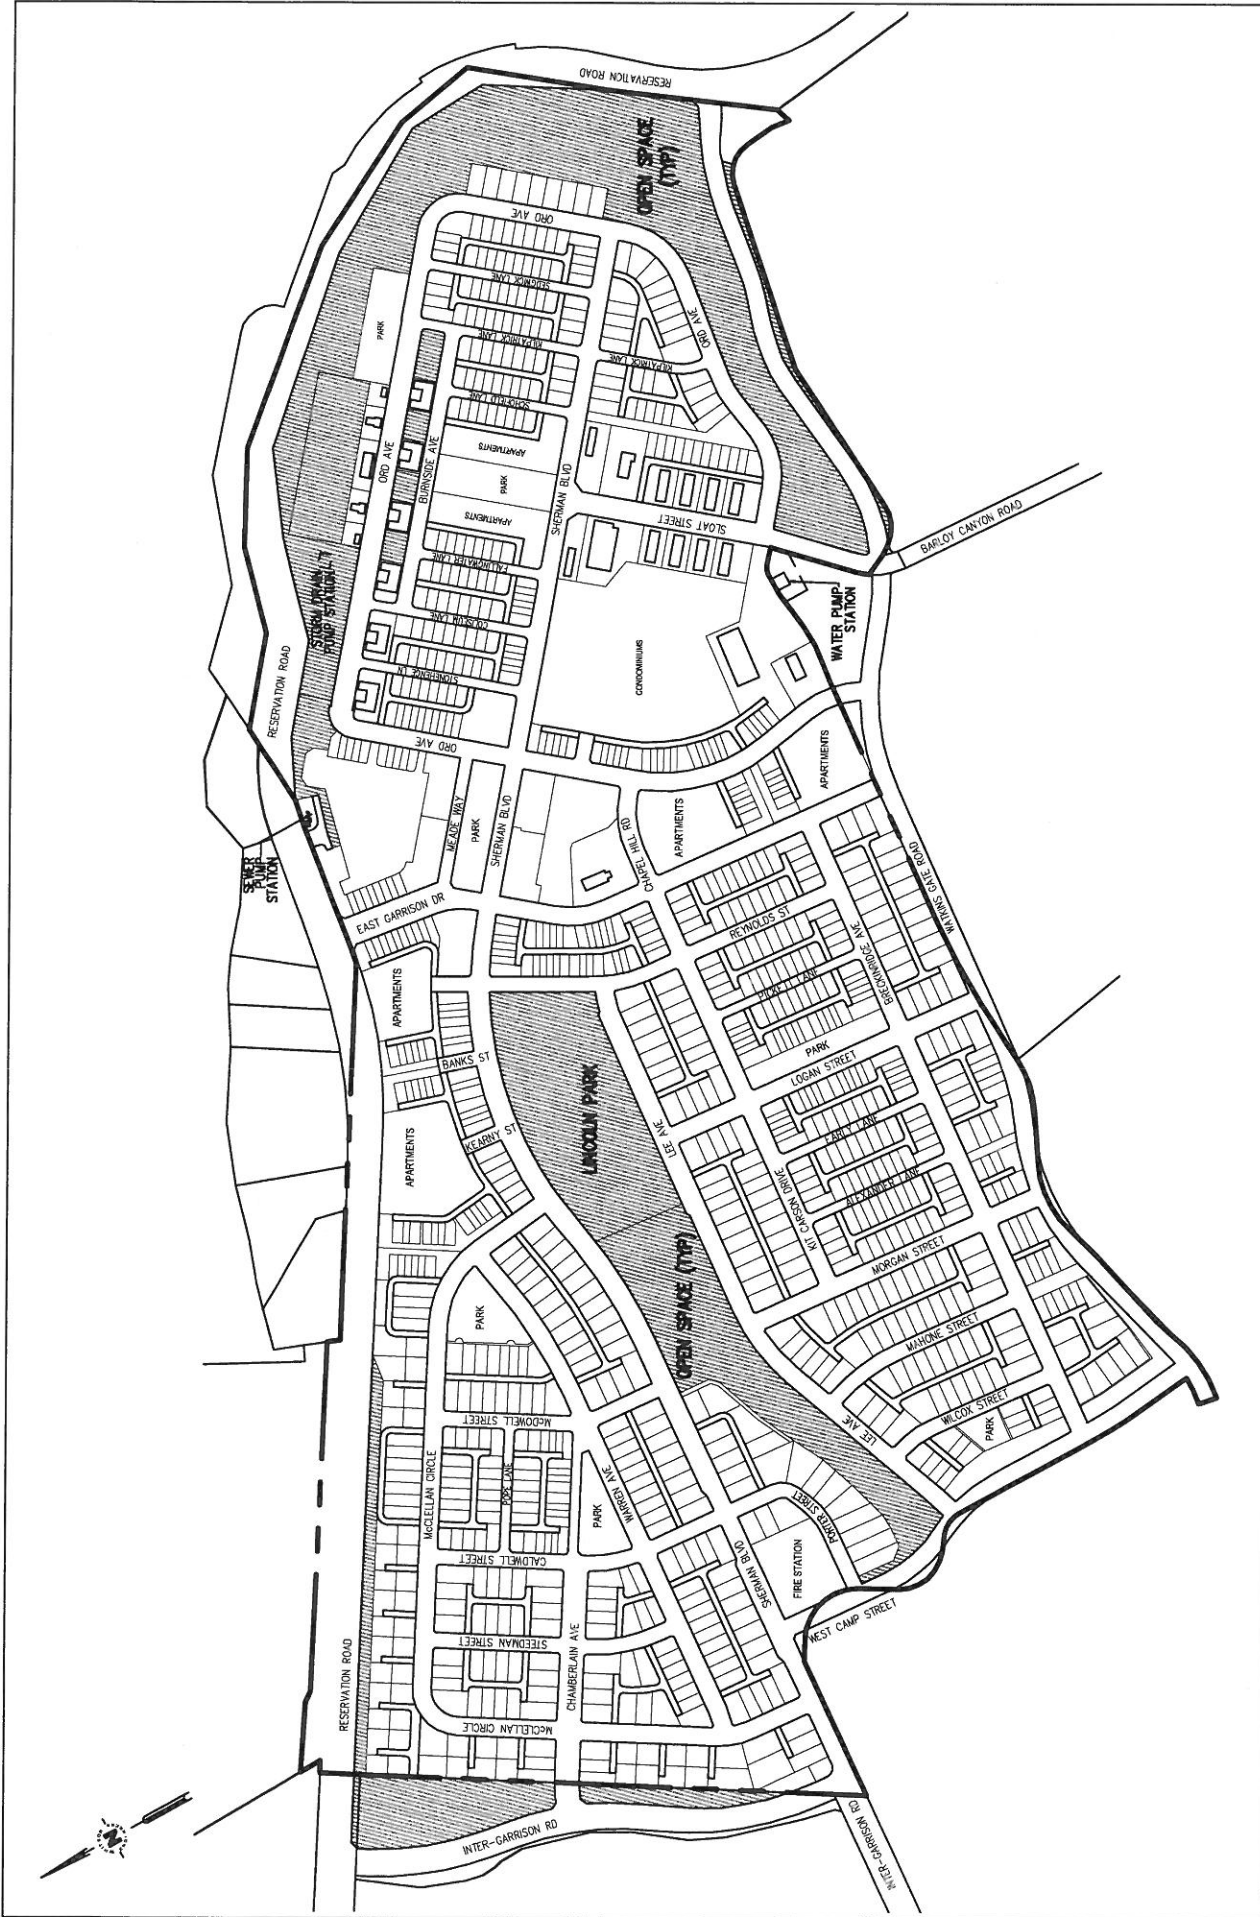 RESERVATION ROAD
OPEN SPACE
(TYP)
ORD AVE
SEDGWICK LANE
PARK
KILPATRICK LANE
KILPATRICK LANE
ORD AVE
SCHOFIELD LANE
ORD AVE
BURNSIDE AVE
APARTMENTS
PARK
APARTMENTS
SHERMAN BLVD
SLOAT STREET
BARLOY CANYON ROAD
FALLINGWATER LANE
COLISEUM LANE
STONEHENGE LN
STORM DRAIN
PUMP STATION
WATER PUMP
STATION
CONDOMINIUMS
RESERVATION ROAD
ORD AVE
APARTMENTS
MEADE WAY
PARK
SHERMAN BLVD
CHAPEL HILL RD
APARTMENTS
SEWER
PUMP
STATION
EAST GARRISON DR
REYNOLDS ST
WATKINS GATE ROAD
PICKETT LANE
BRECKINRIDGE AVE
APARTMENTS
BANKS ST
PARK
LOGAN STREET
LINCOLN PARK
LEE AVE
EARLY LANE
KEARNY ST
APARTMENTS
KIT CARSON DRIVE
ALEXANDER LANE
MORGAN STREET
OPEN SPACE (TYP)
PARK
MAHONE STREET
McDOWELL STREET
WILCOX STREET
PARK
LEE AVE
McCLELLAN CIRCLE
POPE LANE
WARREN AVE
PARK
PORTER STREET
CALDWELL STREET
SHERMAN BLVD
FIRE STATION
WEST CAMP STREET
STEEDMAN STREET
CHAMBERLAIN AVE
RESERVATION ROAD
McCLELLAN CIRCLE
N
INTER-GARRISON RD
INTER-GARRISON RD